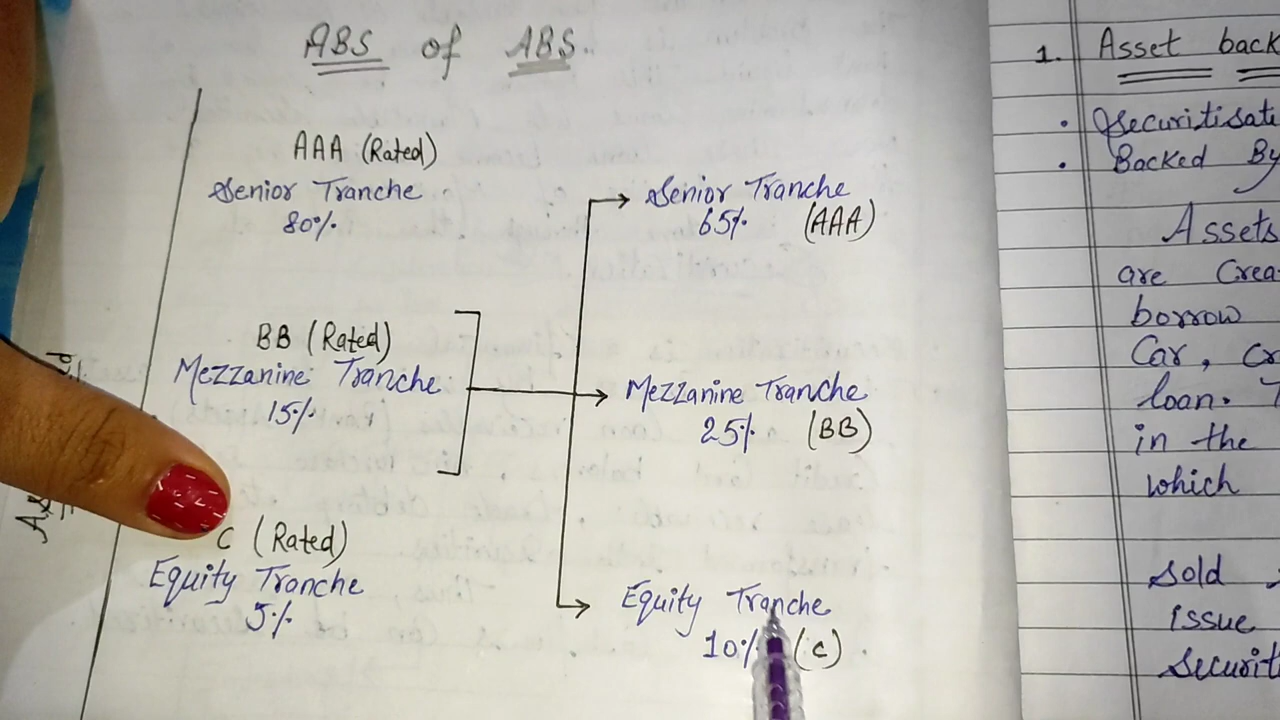 ABS of ABS.
AAA (Rated)
Senior Tranche
80%
BB (Rated)
Mezzanine Tranche
15%
C (Rated)
Equity Tranche
5%
Senior Tranche
65% (AAA)
Mezzanine Tranche
25% (BB)
Equity Tranche
10% (C)
1. Asset back
• Securitisat
• Backed By
Assets
are Crea
borrow
Car, Cr
loan.
in the
which
Sold
issue
Securit